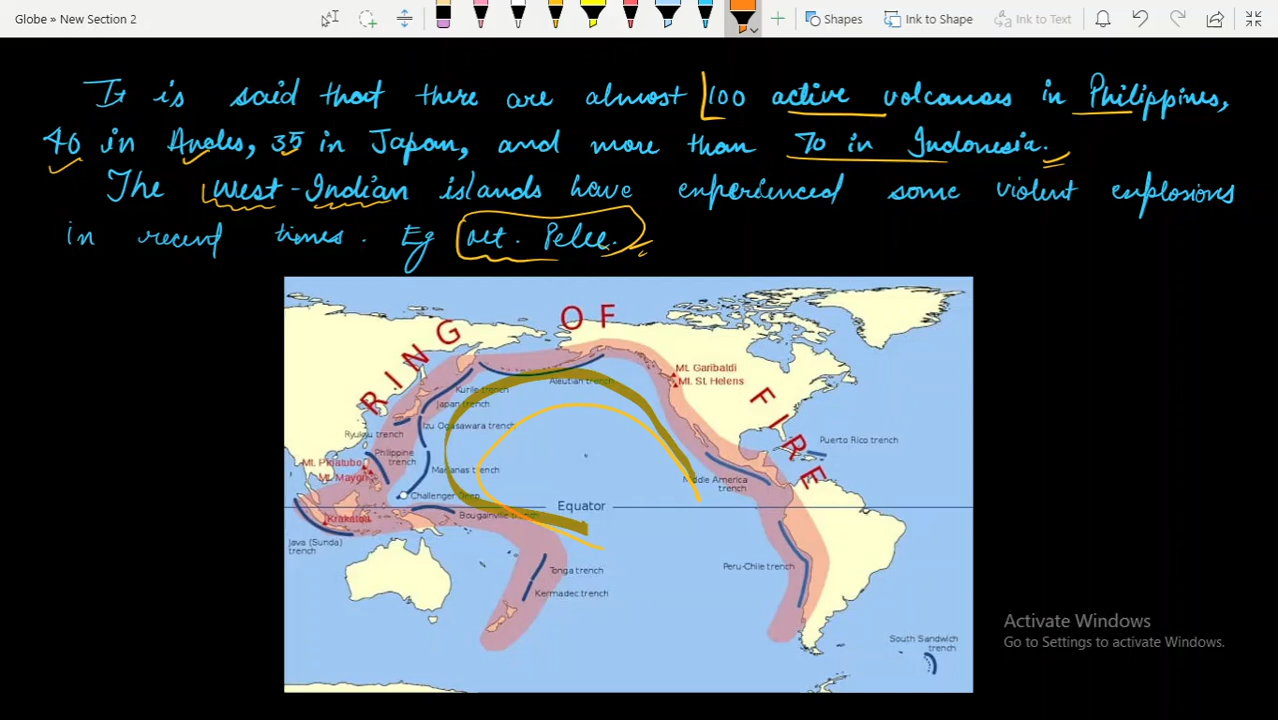 Globe » New Section 2
Shapes
Ink to Shape
Ink to Text
It is said that there are almost 100 active volcanoes in Philippines,
40 in Andes, 35 in Japan, and more than 70 in Indonesia.
The West-Indian islands have experienced some violent explosions
in recent times. Eg Mt. Pelee.
RING OF FIRE
Mt. Garibaldi
Mt. St. Helens
Aleutian trench
Kurile trench
Japan trench
Izu Ogasawara trench
Ryukyu trench
Puerto Rico trench
Philippine
trench
Mt. Pinatubo
Mt. Mayon
Marianas trench
Middle America
trench
Challenger Deep
Equator
Krakatoa
Bougainville trench
Java (Sunda)
trench
Peru-Chile trench
Tonga trench
Kermadec trench
South Sandwich
trench
Activate Windows
Go to Settings to activate Windows.